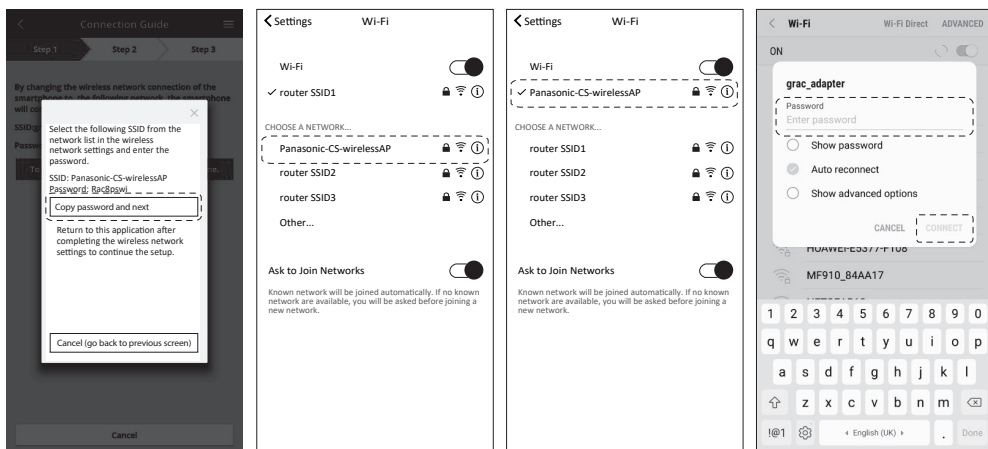 Connection Guide
Step 1
Step 2
Step 3
By changing the wireless network connection of the
smartphone to, the following network, the smartphone
will co
SSID:g
Passw
To
ne.
Select the following SSID from the
network list in the wireless
network settings and enter the
password.
SSID: Panasonic-CS-wirelessAP
Password: Rac8pswj
Copy password and next
Return to this application after
completing the wireless network
settings to continue the setup.
Cancel (go back to previous screen)
Cancel
Settings
Wi-Fi
Wi-Fi
router SSID1
CHOOSE A NETWORK...
Panasonic-CS-wirelessAP
router SSID2
router SSID3
Other...
Ask to Join Networks
Known network will be joined automatically. If no known
network are available, you will be asked before joining a
new network.
Settings
Wi-Fi
Wi-Fi
Panasonic-CS-wirelessAP
CHOOSE A NETWORK...
router SSID1
router SSID2
router SSID3
Other...
Ask to Join Networks
Known network will be joined automatically. If no known
network are available, you will be asked before joining a
new network.
Wi-Fi
Wi-Fi Direct
ADVANCED
ON
grac_adapter
Password
Enter password
Show password
Auto reconnect
Show advanced options
CANCEL
CONNECT
HUAWEI-E5377-F108
MF910_84AA17
1 2 3 4 5 6 7 8 9 0
q w e r t y u i o p
a s d f g h j k l
z x c v b n m
!@1
English (UK)
.
Done